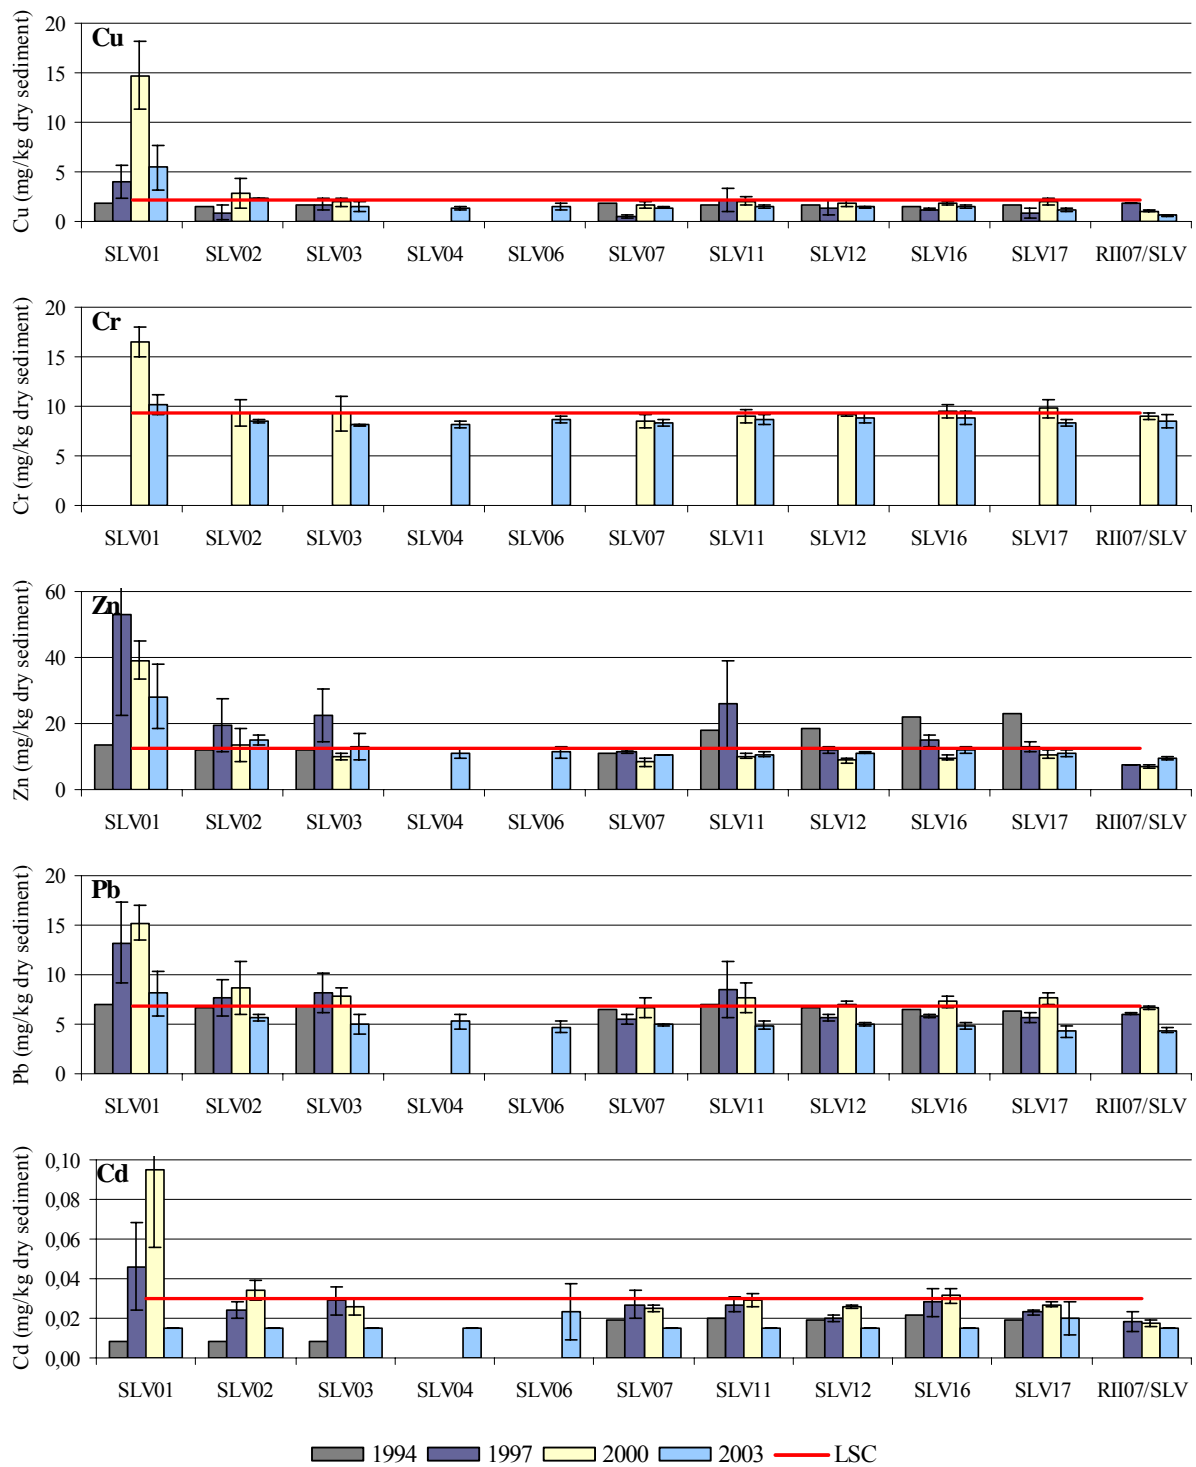 Cu
Cu (mg/kg dry sediment)
20
15
10
5
0
SLV01 SLV02 SLV03 SLV04 SLV06 SLV07 SLV11 SLV12 SLV16 SLV17 RII07/SLV
Cr
Cr (mg/kg dry sediment)
20
15
10
5
0
SLV01 SLV02 SLV03 SLV04 SLV06 SLV07 SLV11 SLV12 SLV16 SLV17 RII07/SLV
Zn
Zn (mg/kg dry sediment)
60
40
20
0
SLV01 SLV02 SLV03 SLV04 SLV06 SLV07 SLV11 SLV12 SLV16 SLV17 RII07/SLV
Pb
Pb (mg/kg dry sediment)
20
15
10
5
0
SLV01 SLV02 SLV03 SLV04 SLV06 SLV07 SLV11 SLV12 SLV16 SLV17 RII07/SLV
Cd
Cd (mg/kg dry sediment)
0,10
0,08
0,06
0,04
0,02
0,00
SLV01 SLV02 SLV03 SLV04 SLV06 SLV07 SLV11 SLV12 SLV16 SLV17 RII07/SLV
1994 1997 2000 2003 LSC